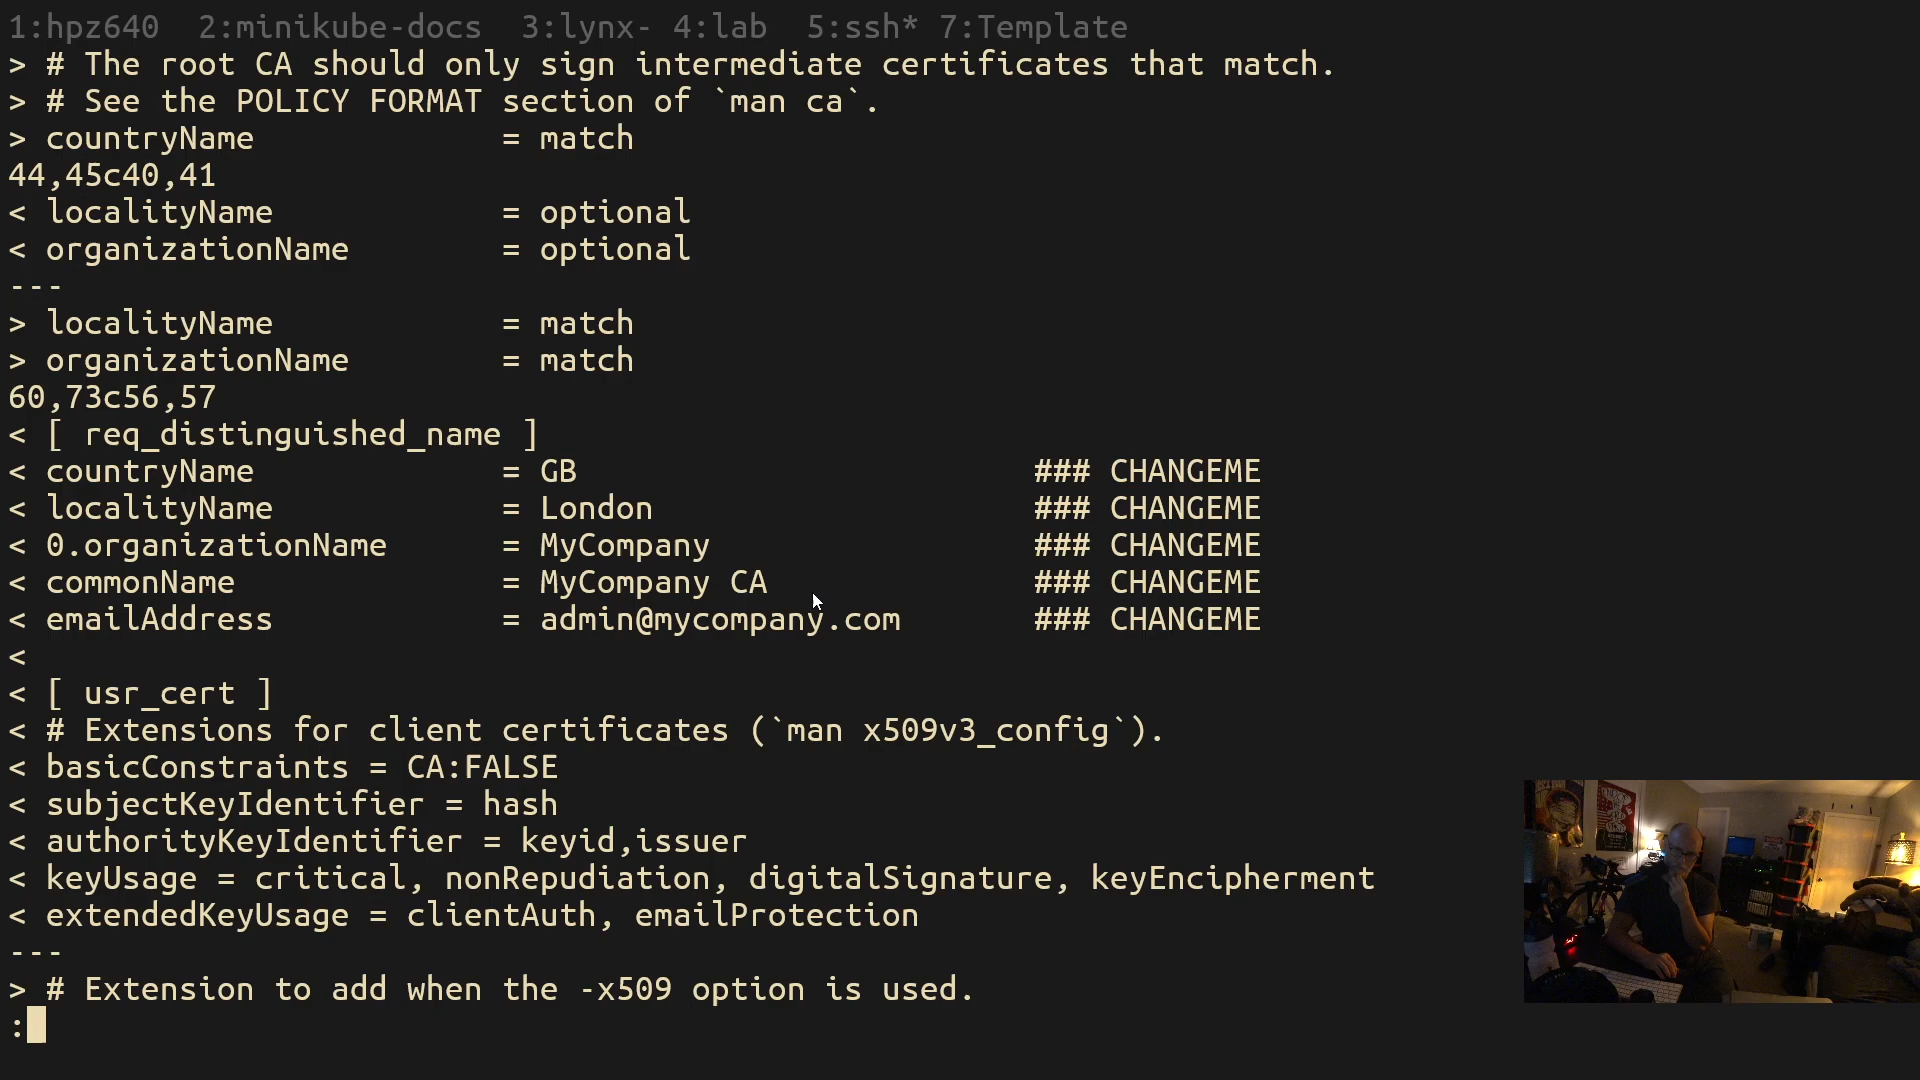 1:hpz640  2:minikube-docs  3:lynx- 4:lab  5:ssh* 7:Template
> # The root CA should only sign intermediate certificates that match.
> # See the POLICY FORMAT section of `man ca`.
> countryName             = match
44,45c40,41
< localityName            = optional
< organizationName        = optional
---
> localityName            = match
> organizationName        = match
60,73c56,57
< [ req_distinguished_name ]
< countryName             = GB                        ### CHANGEME
< localityName            = London                    ### CHANGEME
< 0.organizationName      = MyCompany                 ### CHANGEME
< commonName              = MyCompany CA              ### CHANGEME
< emailAddress            = admin@mycompany.com       ### CHANGEME
<
< [ usr_cert ]
< # Extensions for client certificates (`man x509v3_config`).
< basicConstraints = CA:FALSE
< subjectKeyIdentifier = hash
< authorityKeyIdentifier = keyid,issuer
< keyUsage = critical, nonRepudiation, digitalSignature, keyEncipherment
< extendedKeyUsage = clientAuth, emailProtection
---
> # Extension to add when the -x509 option is used.
: